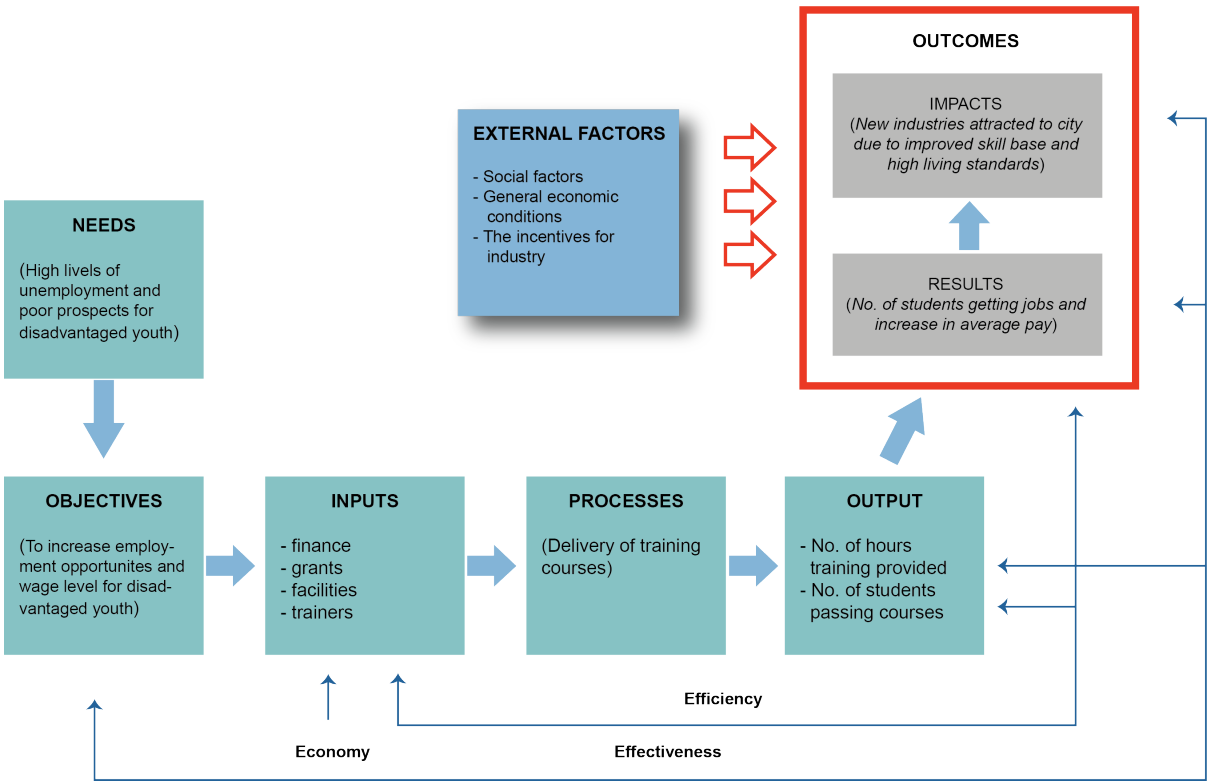 OUTCOMES
IMPACTS
(New industries attracted to city
due to improved skill base and
high living standards)
RESULTS
(No. of students getting jobs and
increase in average pay)
EXTERNAL FACTORS
- Social factors
- General economic
conditions
- The incentives for
industry
NEEDS
(High livels of
unemployment and
poor prospects for
disadvantaged youth)
OBJECTIVES
(To increase employ-
ment opportunites and
wage level for disad-
vantaged youth)
INPUTS
- finance
- grants
- facilities
- trainers
PROCESSES
(Delivery of training
courses)
OUTPUT
- No. of hours
training provided
- No. of students
passing courses
Efficiency
Economy
Effectiveness